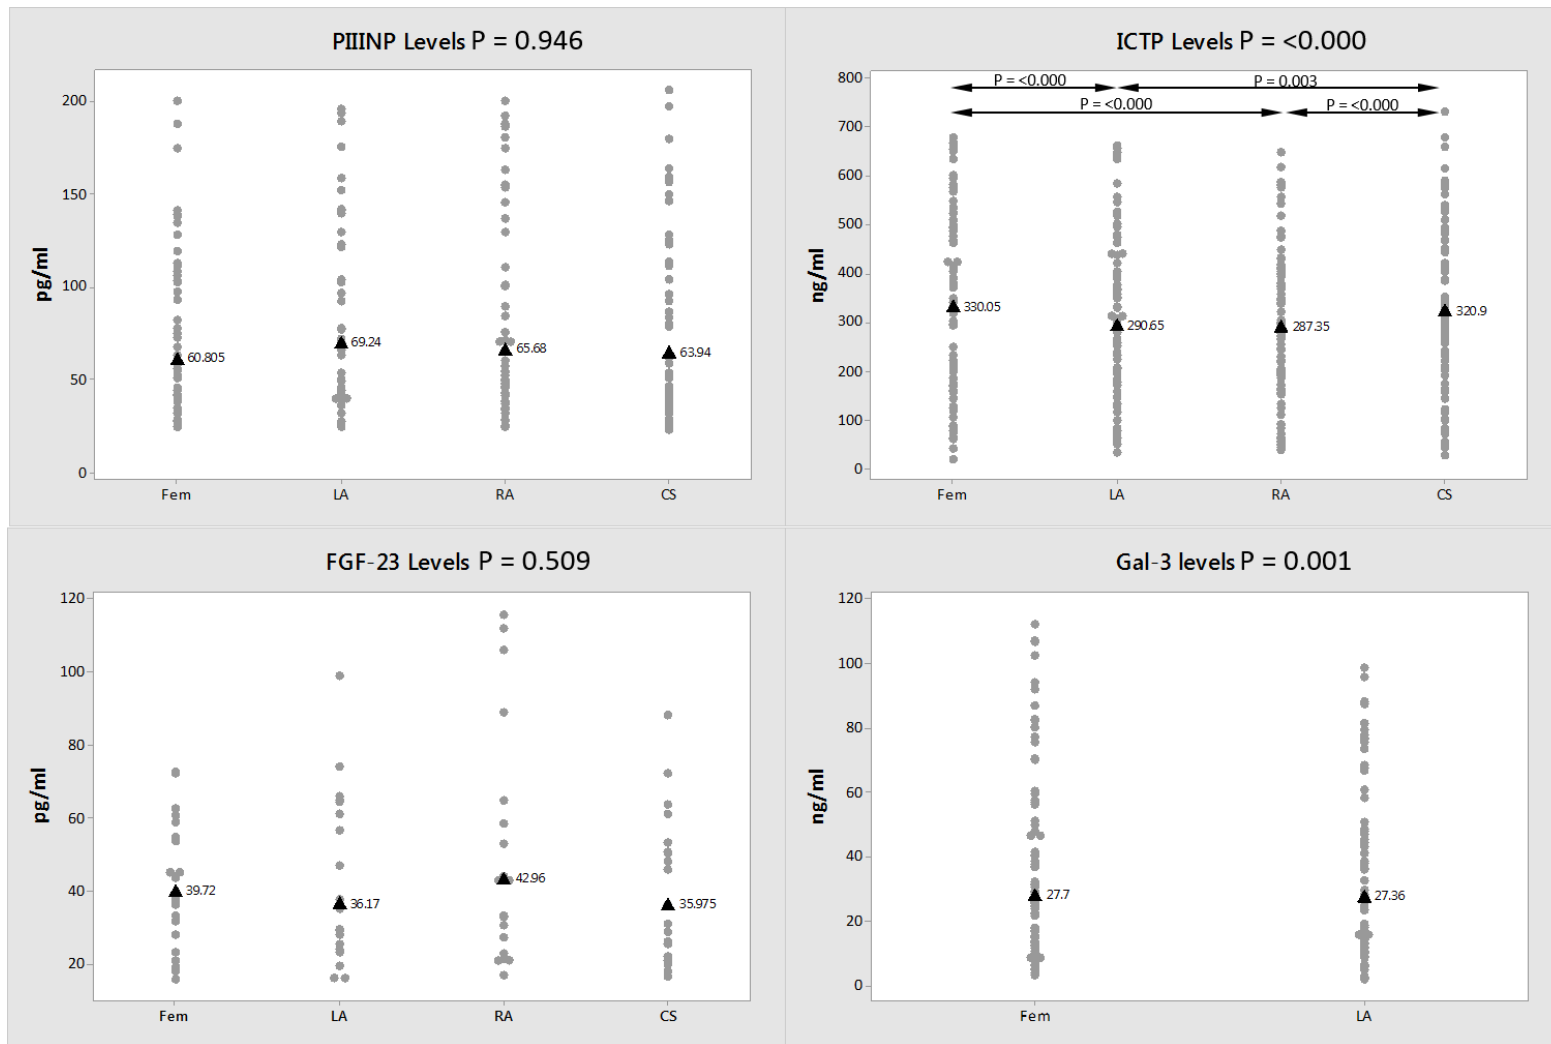 PIIINP Levels P = 0.946
pg/ml
200
150
100
50
0
60.805
69.24
65.68
63.94
Fem LA RA CS
ICTP Levels P = <0.000
ng/ml
800
700
600
500
400
300
200
100
0
P = <0.000
P = 0.003
P = <0.000
P = <0.000
330.05
290.65
287.35
320.9
Fem LA RA CS
FGF-23 Levels P = 0.509
pg/ml
120
100
80
60
40
20
39.72
36.17
42.96
35.975
Fem LA RA CS
Gal-3 levels P = 0.001
ng/ml
120
100
80
60
40
20
0
27.7
27.36
Fem LA